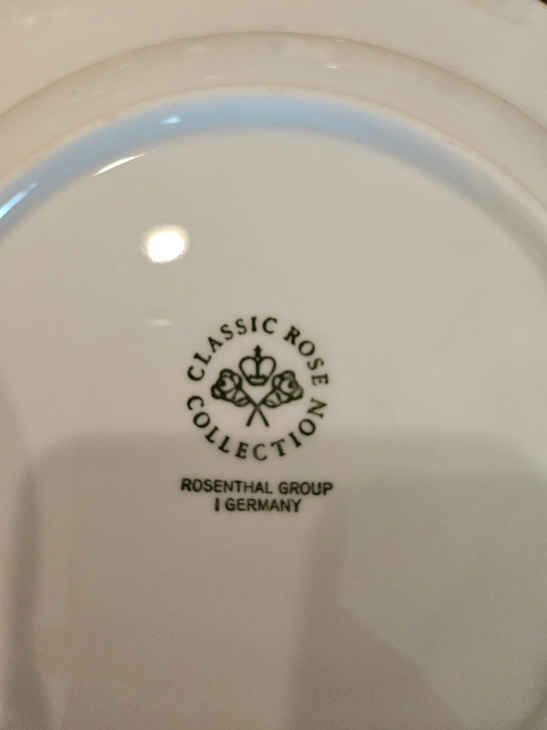 CLASSIC ROSE
COLLECTION
ROSENTHAL GROUP
I GERMANY